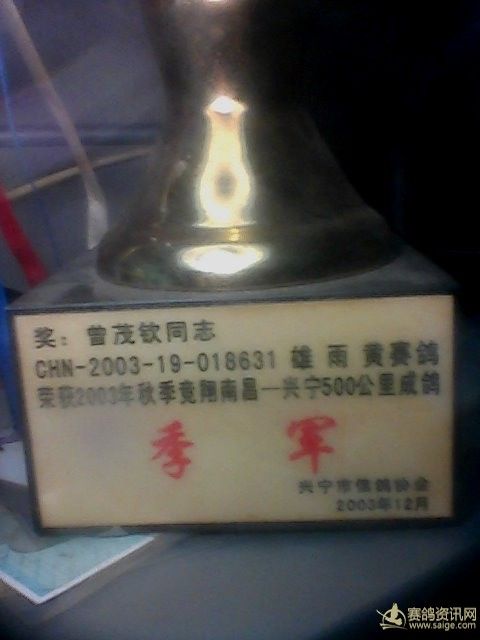 奖：曾茂钦同志
CHN-2003-19-018631 雄 雨 黄賽鸽
荣获2003年秋季竞翔南昌—兴宁500公里成鸽
季 军
兴宁市信鸽协会
2003年12月
赛鸽资讯网
www.saige.com